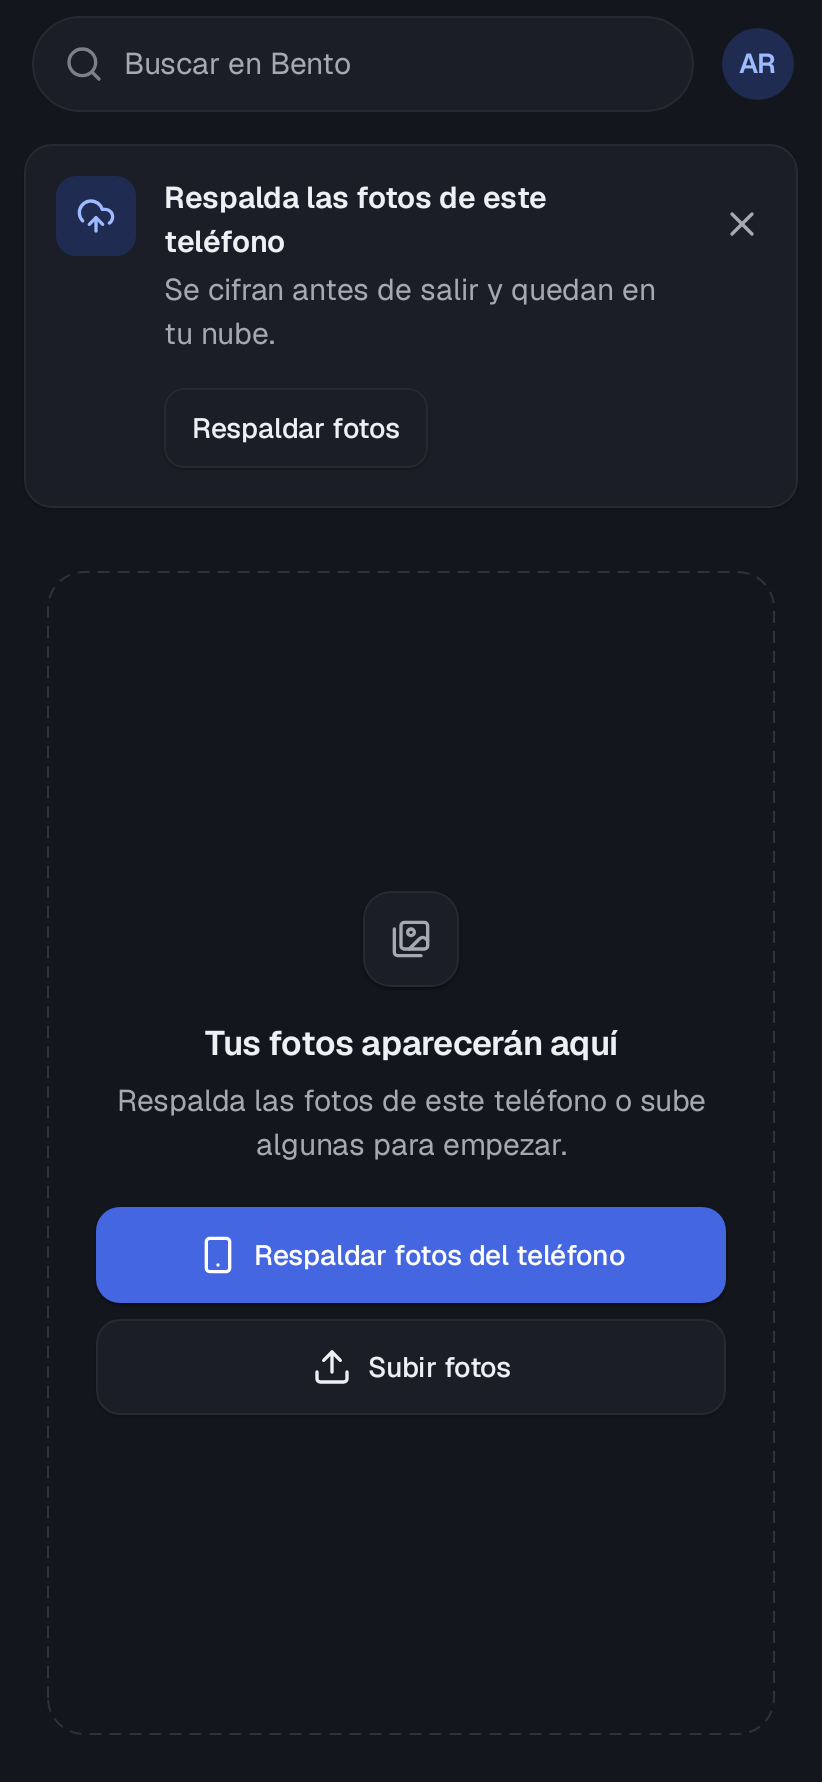 Buscar en Bento
AR
Respalda las fotos de este
teléfono
Se cifran antes de salir y quedan en
tu nube.
Respaldar fotos
Tus fotos aparecerán aquí
Respalda las fotos de este teléfono o sube
algunas para empezar.
Respaldar fotos del teléfono
Subir fotos